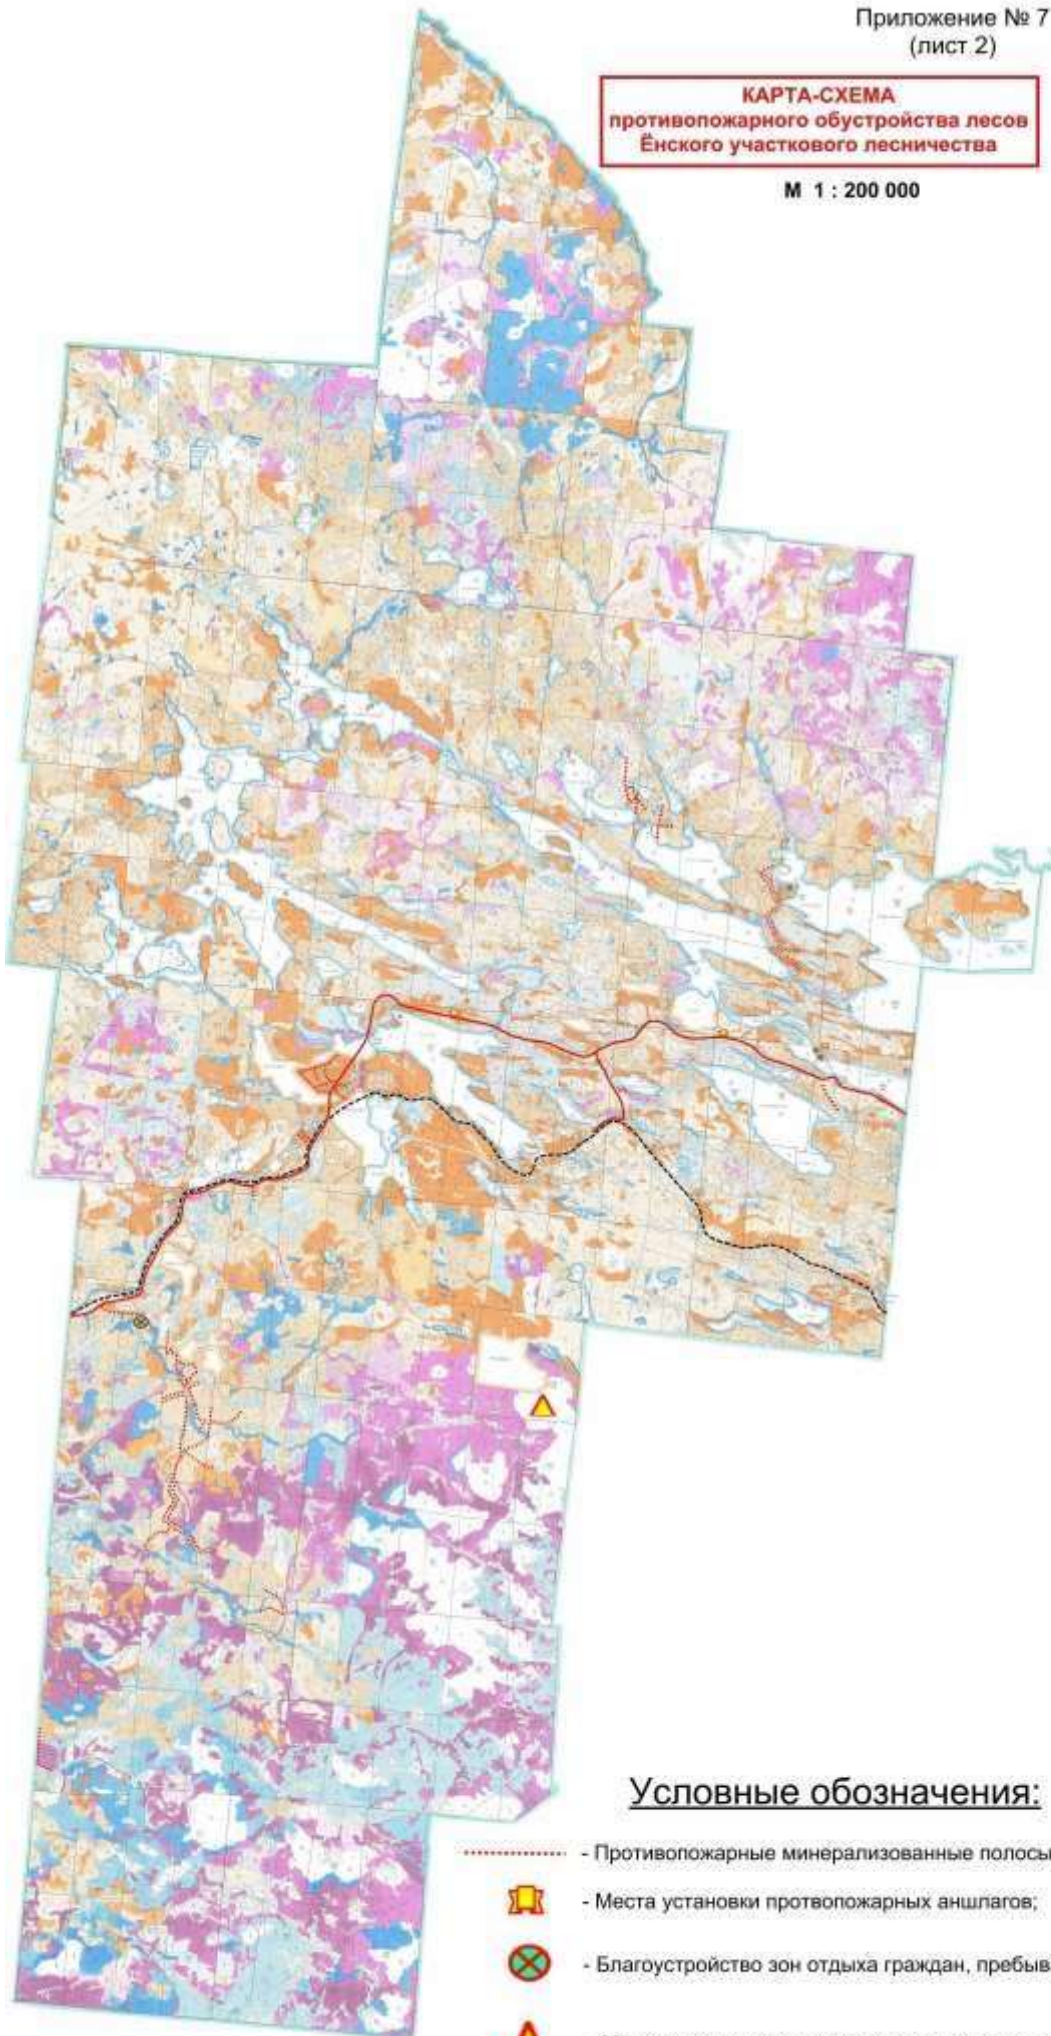 Приложение № 7
(лист 2)
КАРТА-СХЕМА
противопожарного обустройства лесов
Ёнского участкового лесничества
М 1 : 200 000
Условные обозначения:
- Противопожарные минерализованные полосы
- Места установки протвопожарных аншлагов;
- Благоустройство зон отдыха граждан, пребыв